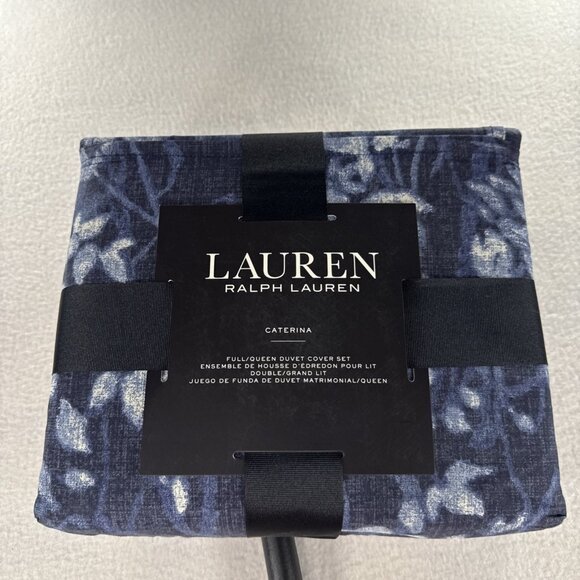 LAUREN
RALPH LAUREN
CATERINA
FULL/QUEEN DUVET COVER SET
ENSEMBLE DE HOUSSE D'ÉDREDON POUR LIT
DOUBLE/GRAND LIT
JUEGO DE FUNDA DE DUVET MATRIMONIAL/QUEEN